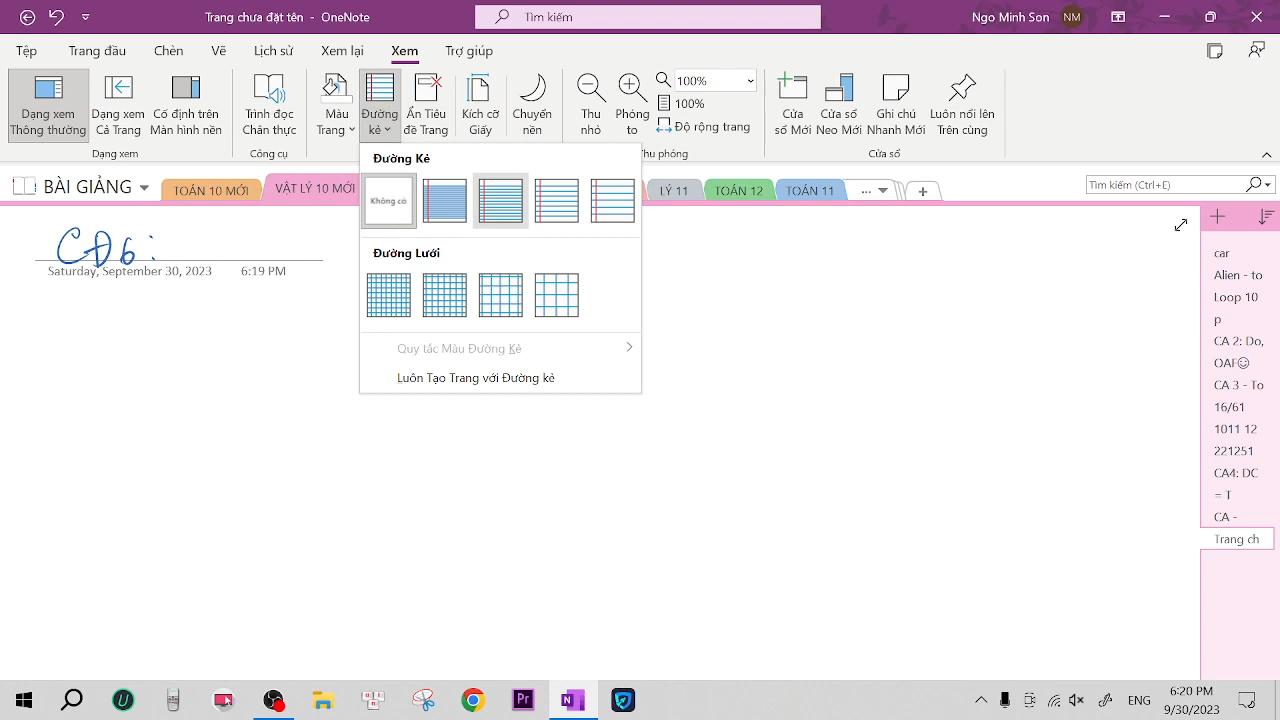 Trang chưa đặt tên - OneNote
Tìm kiếm
Ngo Minh Son
NM
Tệp
Trang đầu
Chèn
Vẽ
Lịch sử
Xem lại
Xem
Trợ giúp
Dạng xem Thông thường
Dạng xem Cả Trang
Cố định trên Màn hình nền
Dạng xem
Trình đọc Chân thực
Công cụ
Màu Trang
Đường kẻ
Ẩn Tiêu đề Trang
Kích cỡ Giấy
Chuyển nền
Thu nhỏ
Phóng to
100%
100%
Độ rộng trang
Thu phóng
Cửa sổ Mới
Cửa sổ Neo Mới
Ghi chú Nhanh Mới
Luôn nổi lên Trên cùng
Cửa sổ
BÀI GIẢNG
TOÁN 10 MỚI
VẬT LÝ 10 MỚI
LÝ 11
TOÁN 12
TOÁN 11
...
Tìm kiếm (Ctrl+E)
Đường Kẻ
Không có
Đường Lưới
Quy tắc Màu Đường Kẻ
Luôn Tạo Trang với Đường kẻ
CĐ6:
Saturday, September 30, 2023
6:19 PM
car
Alien - to
Loop 10
p
CA 2: Do,
OAF☺
CA 3 - To
16/61
1011 12
221251
CA4: DC
= T
CA -
Trang ch
Pr
N
ENG
6:20 PM
9/30/2023